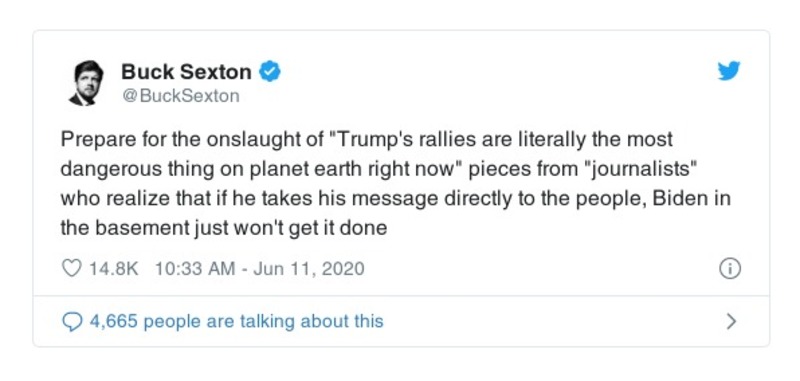 Buck Sexton
@BuckSexton
Prepare for the onslaught of "Trump's rallies are literally the most
dangerous thing on planet earth right now" pieces from "journalists"
who realize that if he takes his message directly to the people, Biden in
the basement just won't get it done
14.8K 10:33 AM - Jun 11, 2020
4,665 people are talking about this